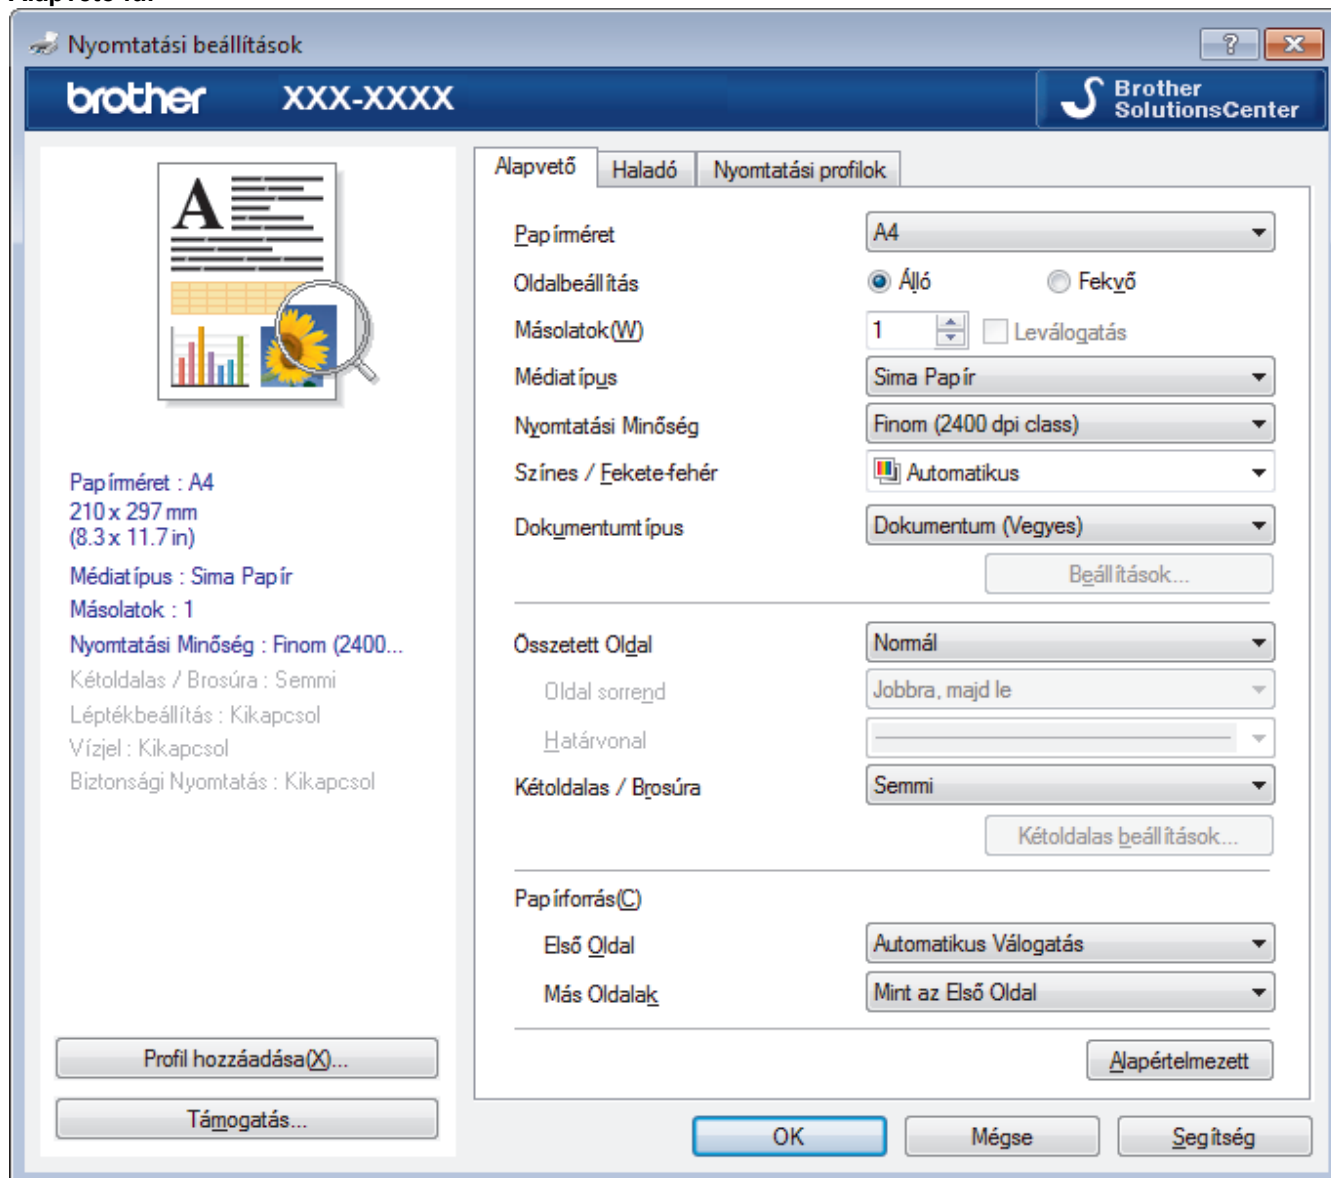 Nyomtatási beállítások
brother XXX-XXXX
Brother
SolutionsCenter
A
Papírméret : A4
210 x 297 mm
(8.3 x 11.7 in)
Médiatípus : Sima Papír
Másolatok : 1
Nyomtatási Minőség : Finom (2400...
Kétoldalas / Brosúra : Semmi
Léptékbeállítás : Kikapcsol
Vízjel : Kikapcsol
Biztonsági Nyomtatás : Kikapcsol
Profil hozzáadása(X)...
Támogatás...
Alapvető Haladó Nyomtatási profilok
Papírméret A4
Oldalbeállítás Álló Fekvő
Másolatok(W) 1 Leválogatás
Médiatípus Sima Papír
Nyomtatási Minőség Finom (2400 dpi class)
Színes / Fekete-fehér Automatikus
Dokumentumtípus Dokumentum (Vegyes)
Beállítások...
Összetett Oldal Normál
Oldal sorrend Jobbra, majd le
Határvonal
Kétoldalas / Brosúra Semmi
Kétoldalas beállítások...
Papírforrás(C)
Első Oldal Automatikus Válogatás
Más Oldalak Mint az Első Oldal
Alapértelmezett
OK Mégse Segítség